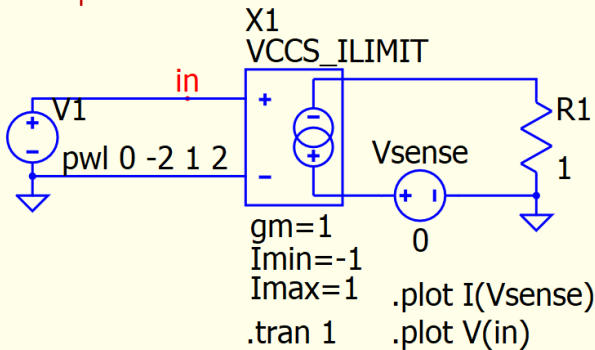 X1
VCCS_ILIMIT
in
+
V1
+
-
R1
+
-
pwl 0 -2 1 2
+
Vsense
1
-
+ -
gm=1
0
Imin=-1
Imax=1
.plot I(Vsense)
.tran 1
.plot V(in)